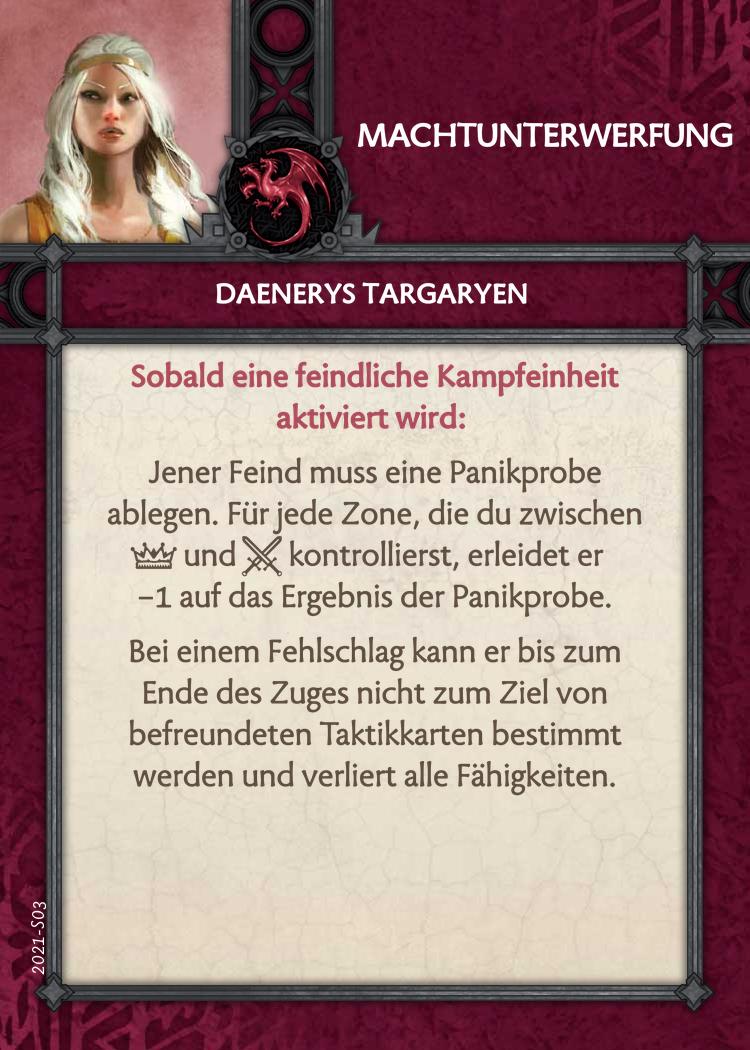 MACHTUNTERWERFUNG
DAENERYS TARGARYEN
Sobald eine feindliche Kampfeinheit
aktiviert wird:
Jener Feind muss eine Panikprobe
ablegen. Für jede Zone, die du zwischen
und kontrollierst, erleidet er
–1 auf das Ergebnis der Panikprobe.
Bei einem Fehlschlag kann er bis zum
Ende des Zuges nicht zum Ziel von
befreundeten Taktikkarten bestimmt
werden und verliert alle Fähigkeiten.
2021-S03